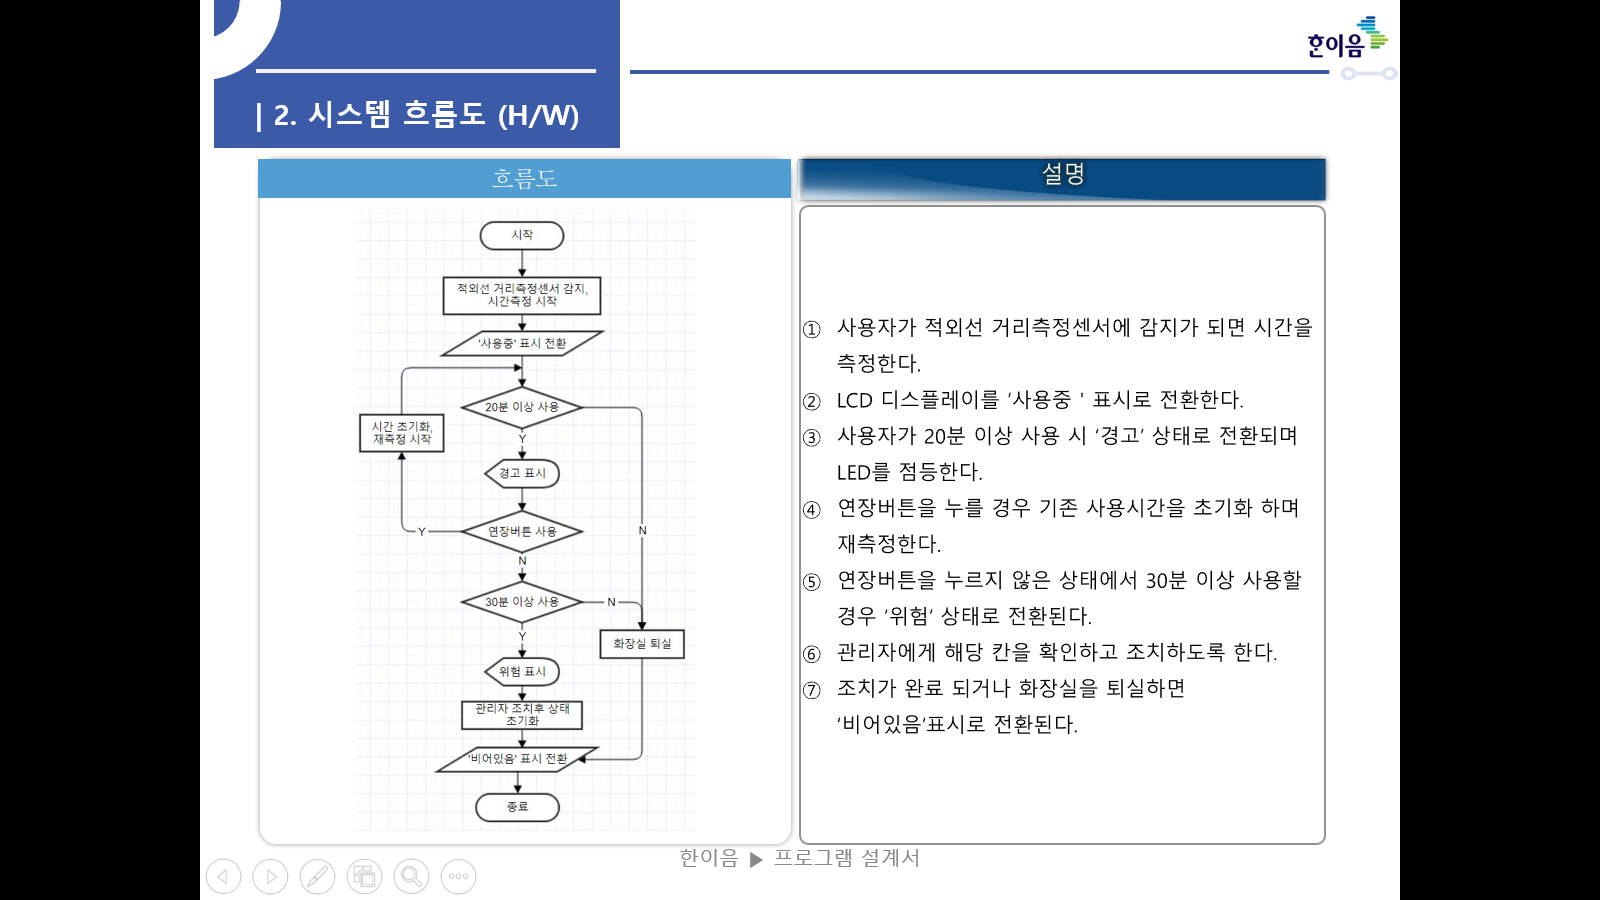 한이음
| 2. 시스템 흐름도 (H/W)
흐름도
시작
적외선 거리측정센서 감지,
시간측정 시작
'사용중' 표시 전환
20분 이상 사용
시간 초기화,
재측정 시작
Y
경고 표시
연장버튼 사용
Y
N
N
30분 이상 사용
N
Y
화장실 퇴실
위험 표시
관리자 조치후 상태
초기화
'비어있음' 표시 전환
종료
설명
① 사용자가 적외선 거리측정센서에 감지가 되면 시간을
측정한다.
② LCD 디스플레이를 ‘사용중 ' 표시로 전환한다.
③ 사용자가 20분 이상 사용 시 ‘경고’ 상태로 전환되며
LED를 점등한다.
④ 연장버튼을 누를 경우 기존 사용시간을 초기화 하며
재측정한다.
⑤ 연장버튼을 누르지 않은 상태에서 30분 이상 사용할
경우 ‘위험‘ 상태로 전환된다.
⑥ 관리자에게 해당 칸을 확인하고 조치하도록 한다.
⑦ 조치가 완료 되거나 화장실을 퇴실하면
‘비어있음‘표시로 전환된다.
한이음 ▶ 프로그램 설계서